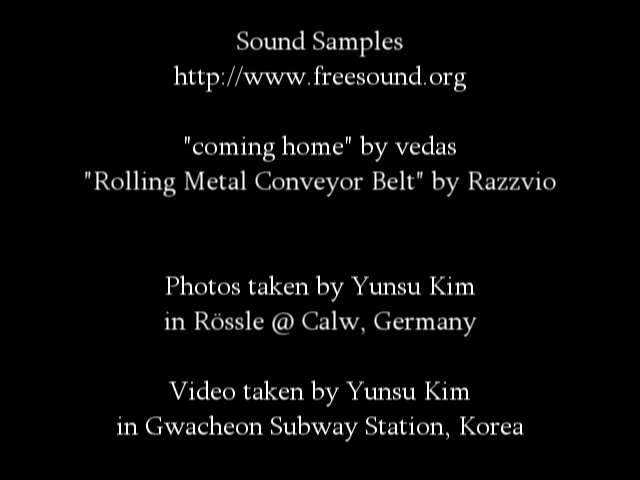 Sound Samples
http://www.freesound.org
"coming home" by vedas
"Rolling Metal Conveyor Belt" by Razzvio
Photos taken by Yunsu Kim
in Rössle @ Calw, Germany
Video taken by Yunsu Kim
in Gwacheon Subway Station, Korea